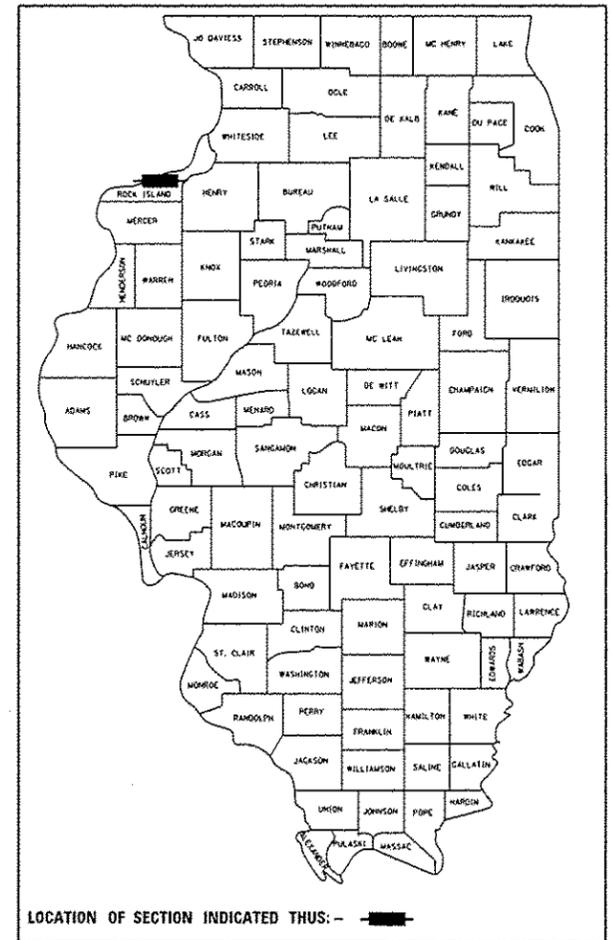 JO DAVIESS
STEPHENSON
WINNEBAGO
BOONE
MC HENRY
LAKE
CARROLL
OGLE
DE KALB
KANE
DU PAGE
COOK
WHITESIDE
LEE
KENDALL
WILL
ROCK ISLAND
HENRY
BUREAU
LA SALLE
GRUNDY
MERCER
PUTNAM
STARK
MARSHALL
KANKAKEE
HENDERSON
WARREN
KNOX
PEORIA
WOODFORD
LIVINGSTON
IROQUOIS
HANCOCK
MC DONOUGH
FULTON
TAZEWELL
MC LEAN
FORD
MASON
SCHUYLER
LOGAN
DE WITT
CHAMPAIGN
VERMILION
ADAMS
BROWN
CASS
MENARD
PIATT
MACON
PIKE
SCOTT
MORGAN
SANGAMON
MOULTRIE
DOUGLAS
EDGAR
CHRISTIAN
COLES
SHELBY
CALHOUN
GREENE
MACOUPIN
MONTGOMERY
CUMBERLAND
CLARK
JERSEY
FAYETTE
EFFINGHAM
JASPER
CRAWFORD
MADISON
BOND
CLAY
RICHLAND
LAWRENCE
MARION
CLINTON
ST. CLAIR
WAYNE
EDWARDS
WABASH
WASHINGTON
JEFFERSON
MONROE
RANDOLPH
PERRY
HAMILTON
WHITE
FRANKLIN
JACKSON
WILLIAMSON
SALINE
GALLATIN
UNION
JOHNSON
POPE
HARDIN
ALEXANDER
PULASKI
MASSAC
LOCATION OF SECTION INDICATED THUS: -